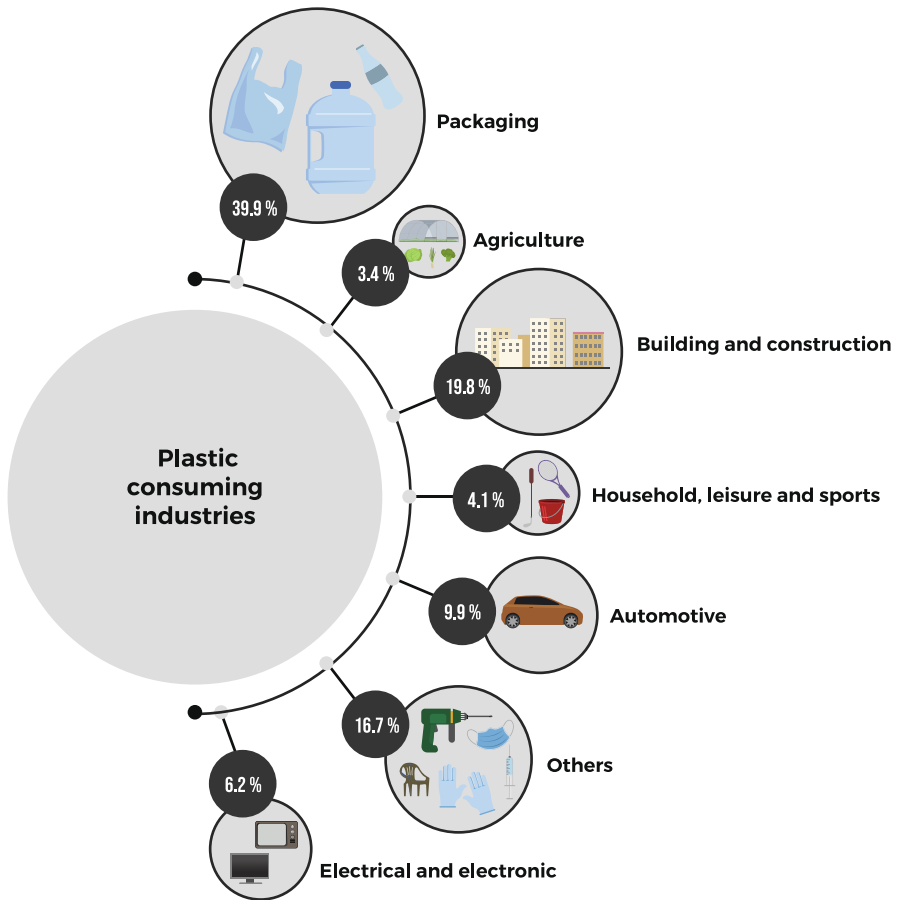 Packaging
39.9 %
Agriculture
3.4 %
Building and construction
19.8 %
Plastic
consuming
industries
4.1 %
Household, leisure and sports
9.9 %
Automotive
16.7 %
Others
6.2 %
Electrical and electronic